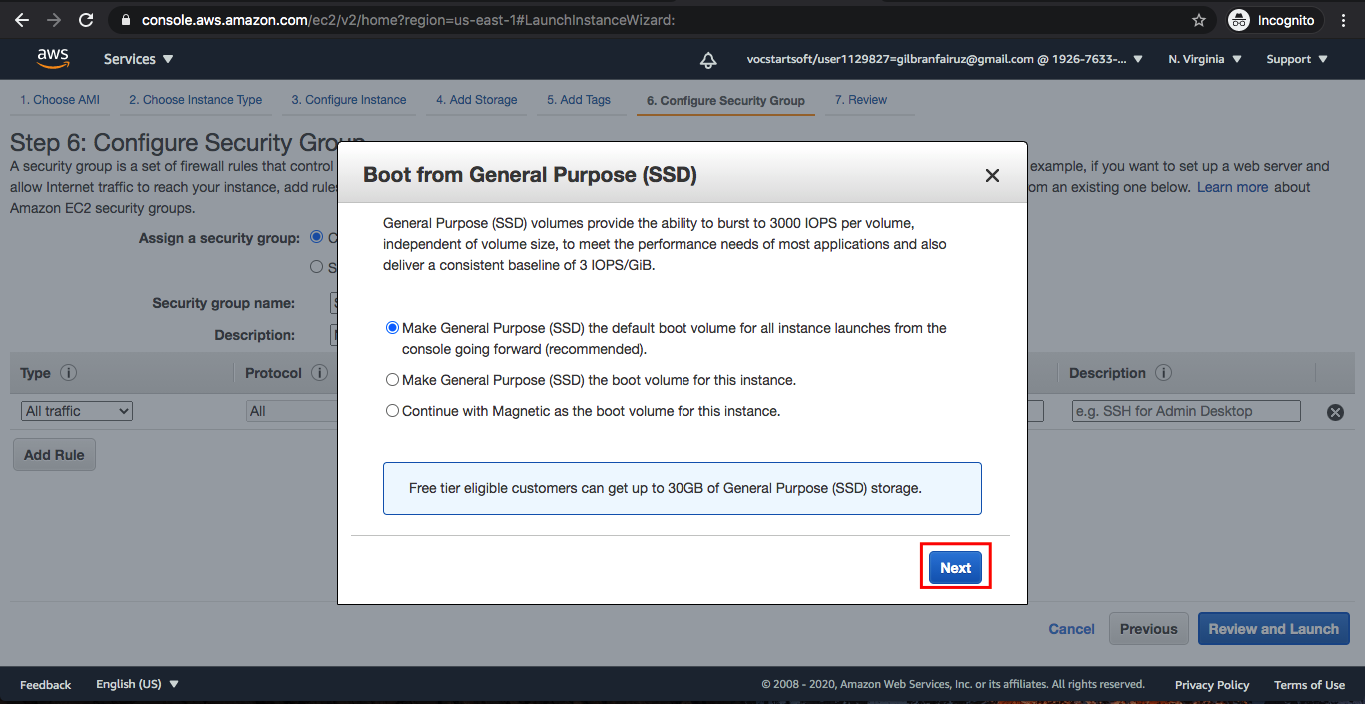 console.aws.amazon.com/ec2/v2/home?region=us-east-1#LaunchInstanceWizard:
Incognito
aws
Services
vocstartsoft/user1129827=gilbranfairuz@gmail.com @ 1926-7633-...
N. Virginia
Support
1. Choose AMI
2. Choose Instance Type
3. Configure Instance
4. Add Storage
5. Add Tags
6. Configure Security Group
7. Review
Step 6: Configure Security Group
A security group is a set of firewall rules that control
example, if you want to set up a web server and
allow Internet traffic to reach your instance, add rules
om an existing one below. Learn more about
Amazon EC2 security groups.
Assign a security group:
Security group name:
Description:
Type
Protocol
Description
All traffic
All
e.g. SSH for Admin Desktop
Add Rule
Boot from General Purpose (SSD)
General Purpose (SSD) volumes provide the ability to burst to 3000 IOPS per volume,
independent of volume size, to meet the performance needs of most applications and also
deliver a consistent baseline of 3 IOPS/GiB.
Make General Purpose (SSD) the default boot volume for all instance launches from the
console going forward (recommended).
Make General Purpose (SSD) the boot volume for this instance.
Continue with Magnetic as the boot volume for this instance.
Free tier eligible customers can get up to 30GB of General Purpose (SSD) storage.
Next
Cancel
Previous
Review and Launch
Feedback
English (US)
© 2008 - 2020, Amazon Web Services, Inc. or its affiliates. All rights reserved.
Privacy Policy
Terms of Use